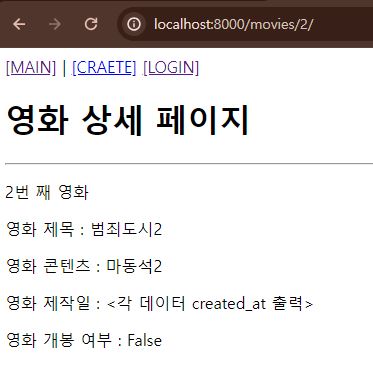 localhost:8000/movies/2/
[MAIN] | [CRAETE] [LOGIN]
영화 상세 페이지
2번 째 영화
영화 제목 : 범죄도시2
영화 콘텐츠 : 마동석2
영화 제작일 : <각 데이터 created_at 출력>
영화 개봉 여부 : False